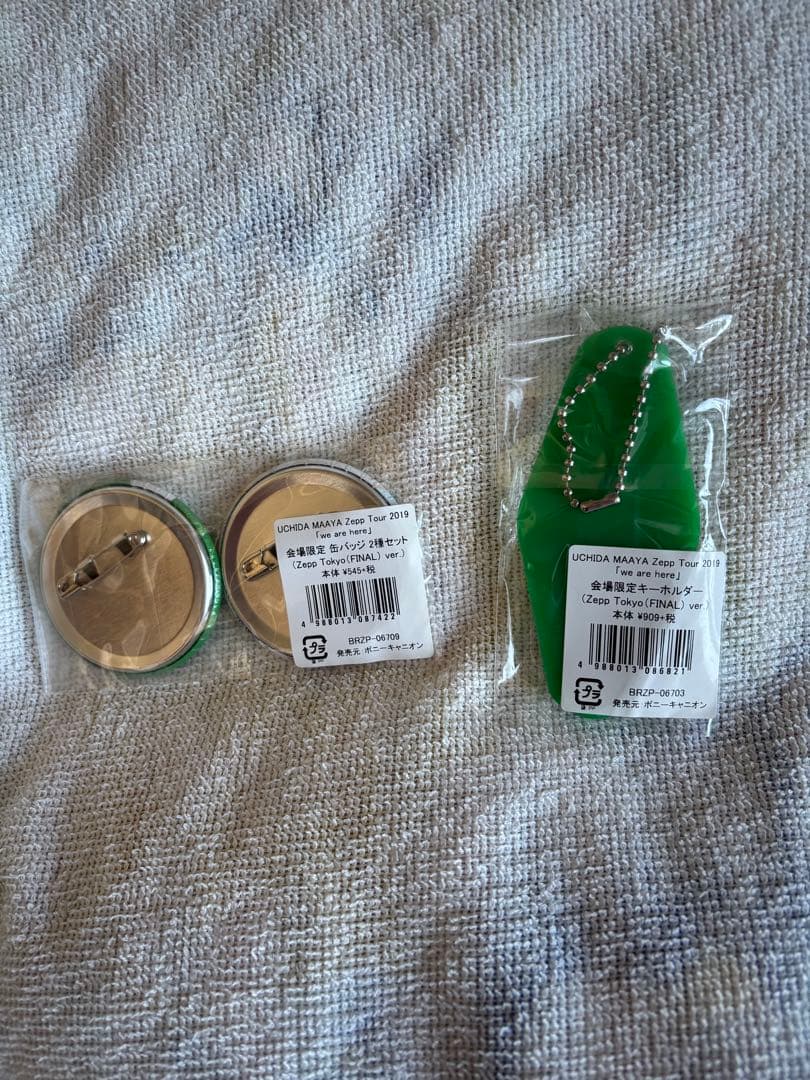 UCHIDA MAAYA Zepp Tour 2019
「we are here」
会場限定 缶バッジ 2種セット
(Zepp Tokyo(FINAL) ver.)
本体 ¥545+税
4 988013 087422
プラ
BRZP-06709
発売元:ポニーキャニオン
UCHIDA MAAYA Zepp Tour 2019
「we are here」
会場限定キーホルダー
(Zepp Tokyo(FINAL) ver.)
本体 ¥909+税
4 988013 086821
プラ
BRZP-06703
発売元:ポニーキャニオン